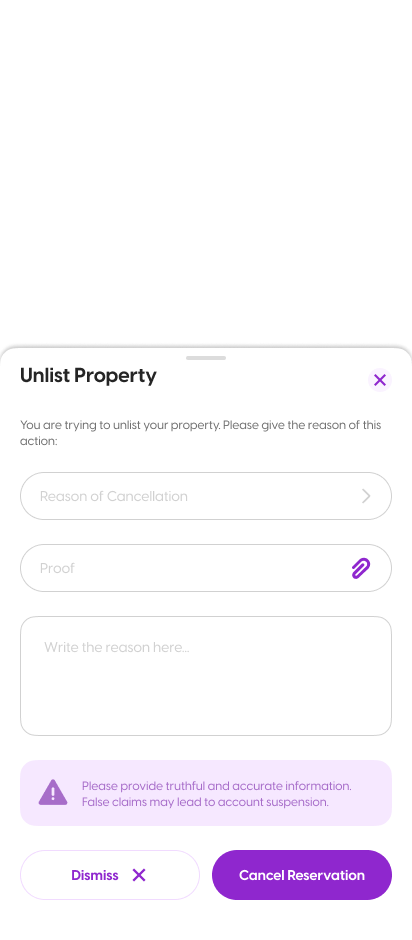 Unlist Property
You are trying to unlist your property. Please give the reason of this
action:
Reason of Cancellation
Proof
Write the reason here...
Please provide truthful and accurate information.
False claims may lead to account suspension.
Dismiss
Cancel Reservation